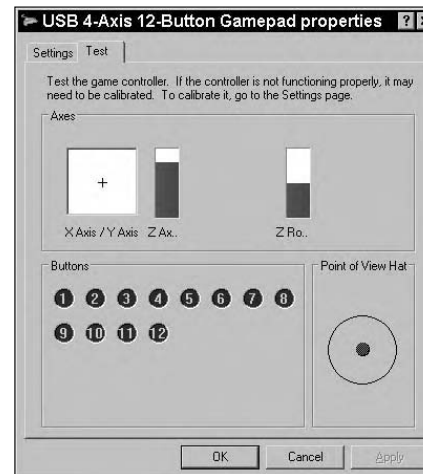 USB 4-Axis 12-Button Gamepad properties
Settings Test
Test the game controller. If the controller is not functioning properly, it may
need to be calibrated. To calibrate it, go to the Settings page.
Axes
X Axis / Y Axis Z Ax.. Z Ro..
Buttons
Point of View Hat
1 2 3 4 5 6 7 8
9 10 11 12
OK Cancel Apply